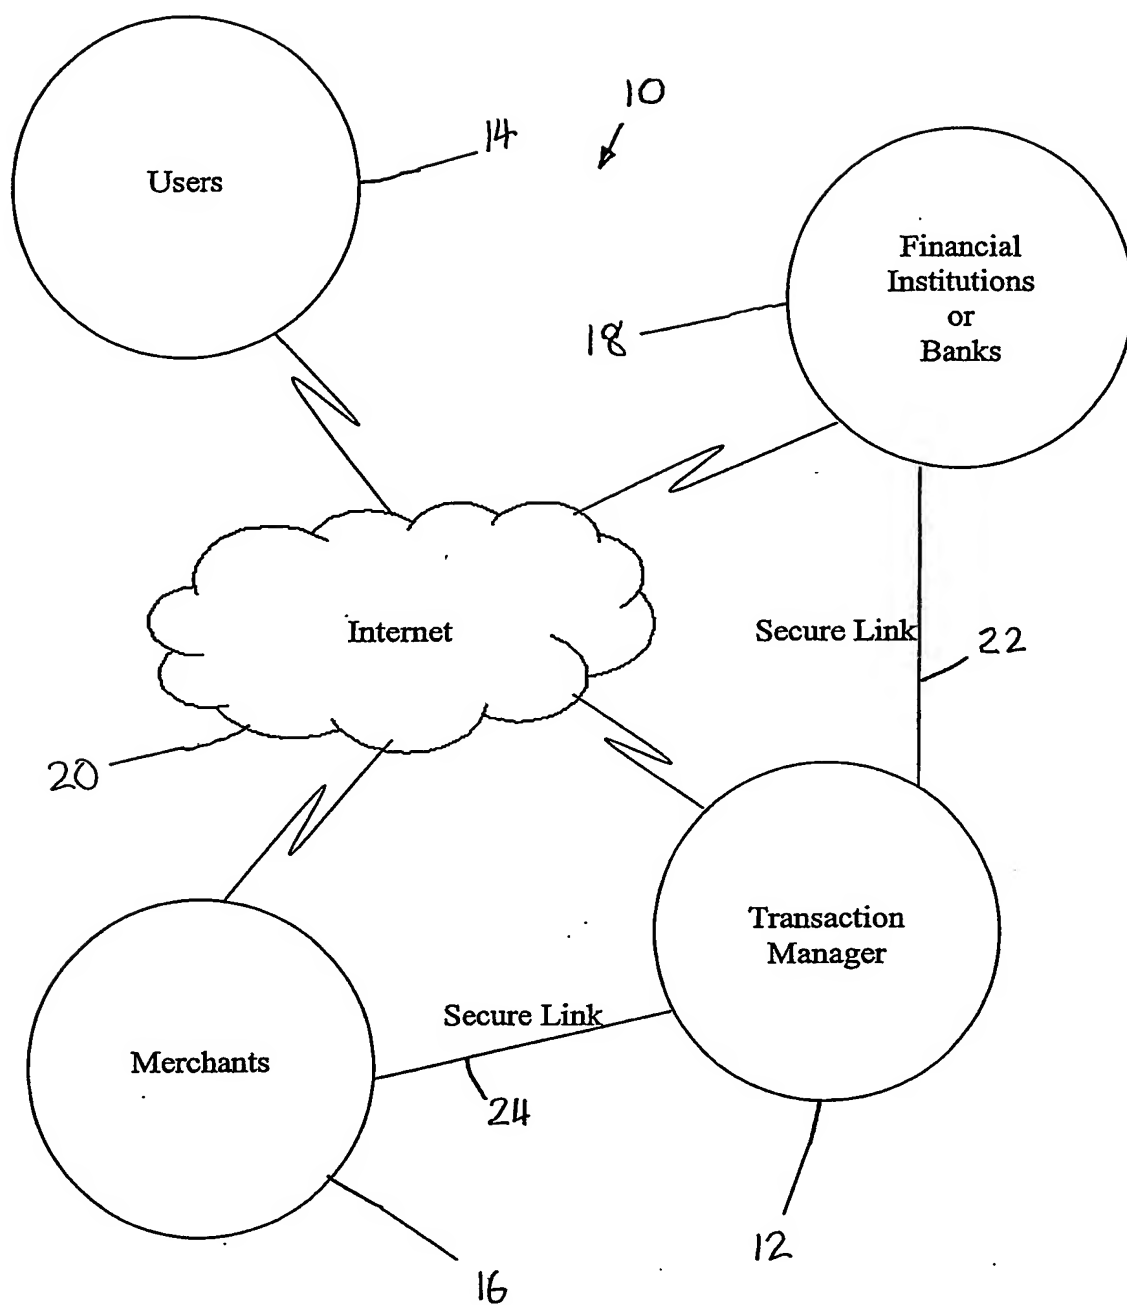 10
14
Users
Financial
Institutions
or
Banks
18
Internet
Secure Link
22
20
Transaction
Manager
Secure Link
Merchants
24
12
16